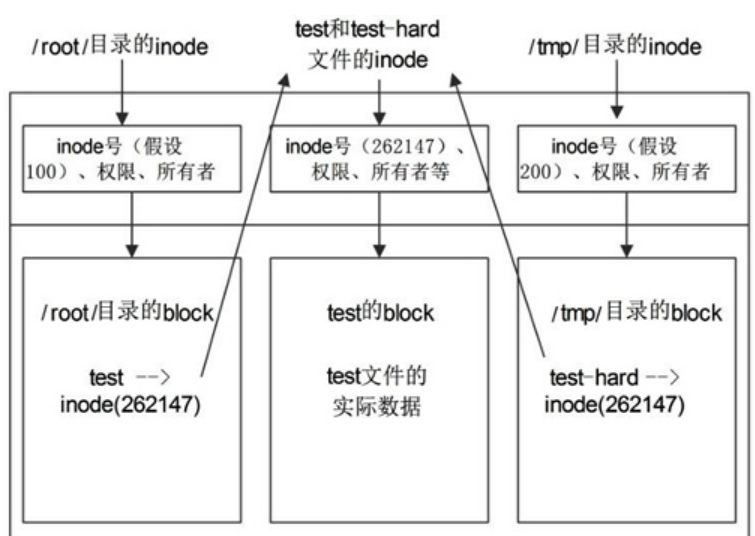 /root/目录的inode
test和test-hard
文件的inode
/tmp/目录的inode
inode号（假设
100）、权限、所有者
inode号（262147）、
权限、所有者等
inode号（假设
200）、权限、所有者
/root/目录的block
test -->
inode(262147)
test的block
test文件的
实际数据
/tmp/目录的block
test-hard -->
inode(262147)